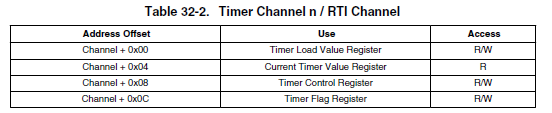 Table 32-2. Timer Channel n / RTI Channel
Address Offset Use Access
Channel + 0x00 Timer Load Value Register R/W
Channel + 0x04 Current Timer Value Register R
Channel + 0x08 Timer Control Register R/W
Channel + 0x0C Timer Flag Register R/W